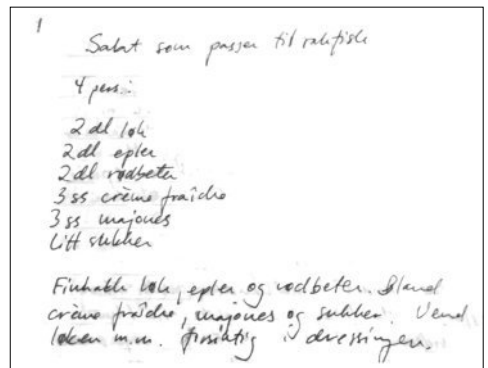 1
Salat som passer til rakfisk
4 pers.:
2 dl løk
2 dl epler
2 dl rødbeter
3 ss crème fraîche
3 ss majones
Litt sukker
Finhakk løk, epler og rødbeter. Bland
crème fraîche, majones og sukker. Vend
løken m.m. forsiktig i dressingen.